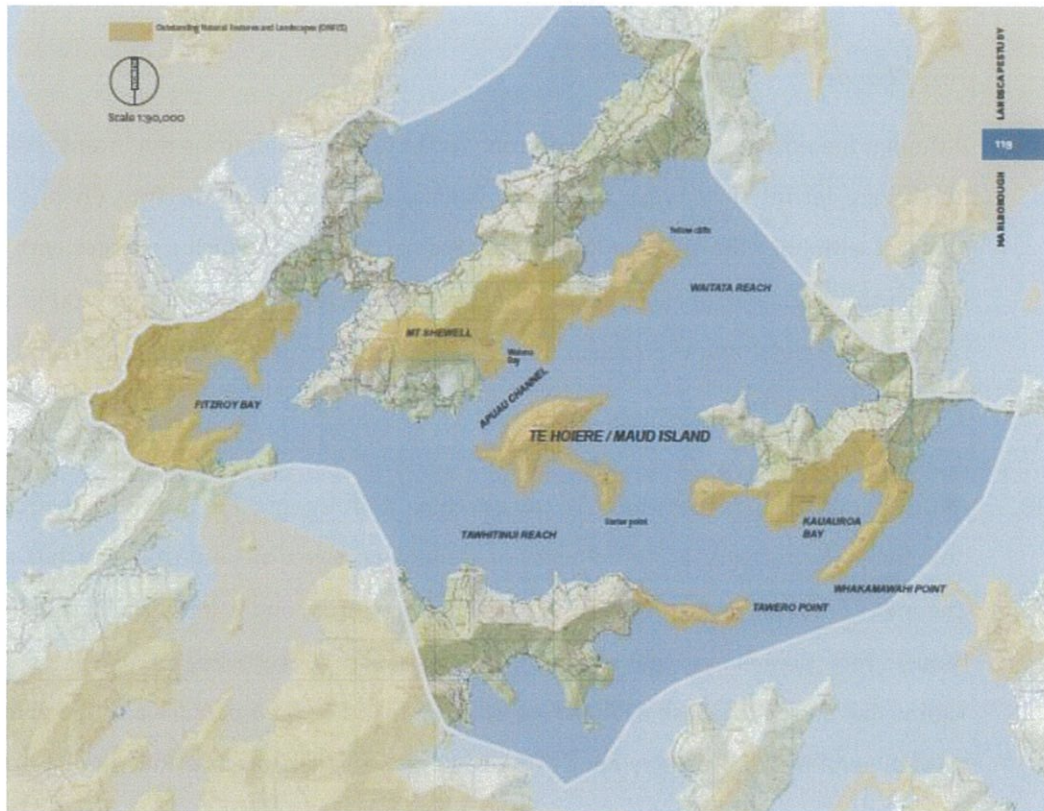 Outstanding Natural Features and Landscapes (ONFLS)
Scale 1:90,000
MARLBOROUGH LANDSCAPE STUDY
119
Yellow cliffs
WAITATA REACH
MT SHEWELL
Bay
APUAU CHANNEL
FITZROY BAY
TE HOIERE / MAUD ISLAND
KAUAUROA
BAY
TAWHITINUI REACH
point
WHAKAMAWAHI POINT
TAWERO POINT